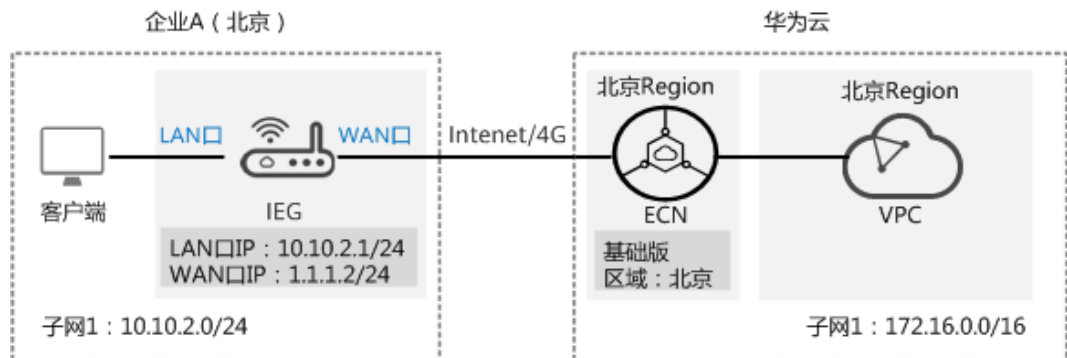 企业A（北京）
华为云
北京Region
北京Region
LAN口
WAN口
Intenet/4G
客户端
IEG
ECN
VPC
LAN口IP：10.10.2.1/24
WAN口IP：1.1.1.2/24
基础版
区域：北京
子网1：10.10.2.0/24
子网1：172.16.0.0/16